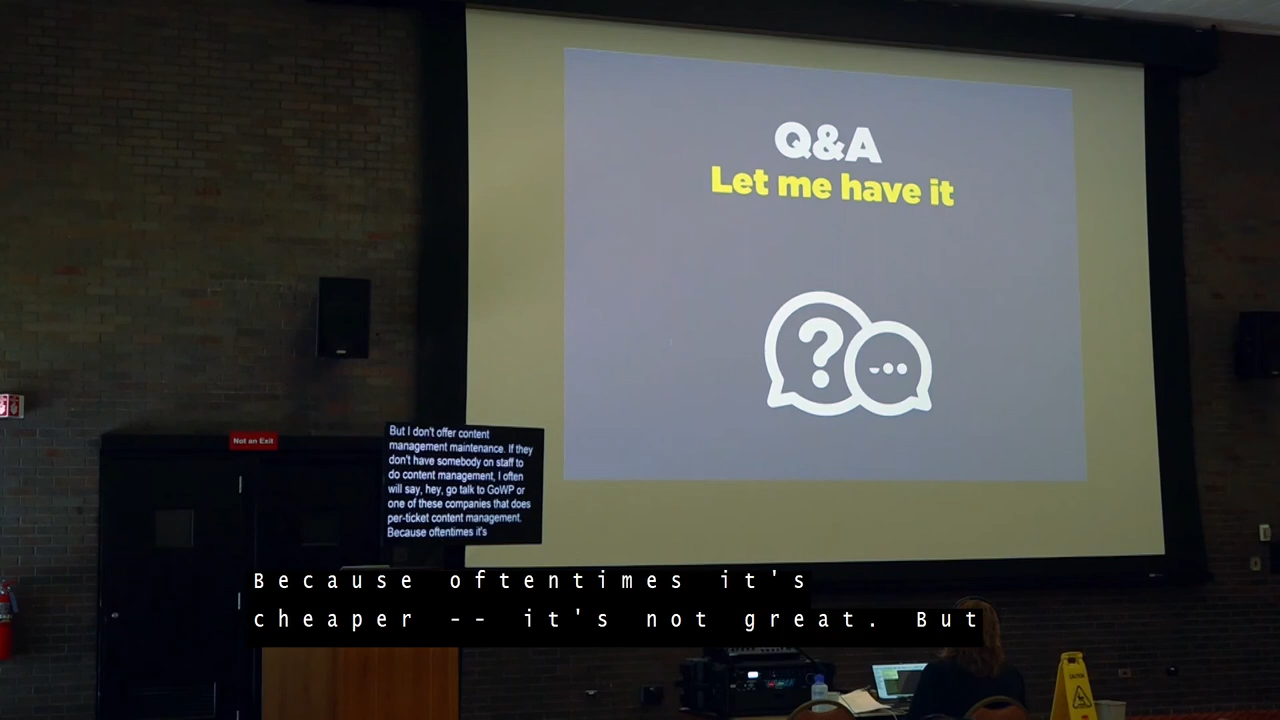 Q&A
Let me have it
Not an Exit
But I don't offer content
management maintenance. If they
don't have somebody on staff to
do content management, I often
will say, hey, go talk to GoWP or
one of these companies that does
per-ticket content management.
Because oftentimes it's
Because oftentimes it's
cheaper -- it's not great. But
CAUTION